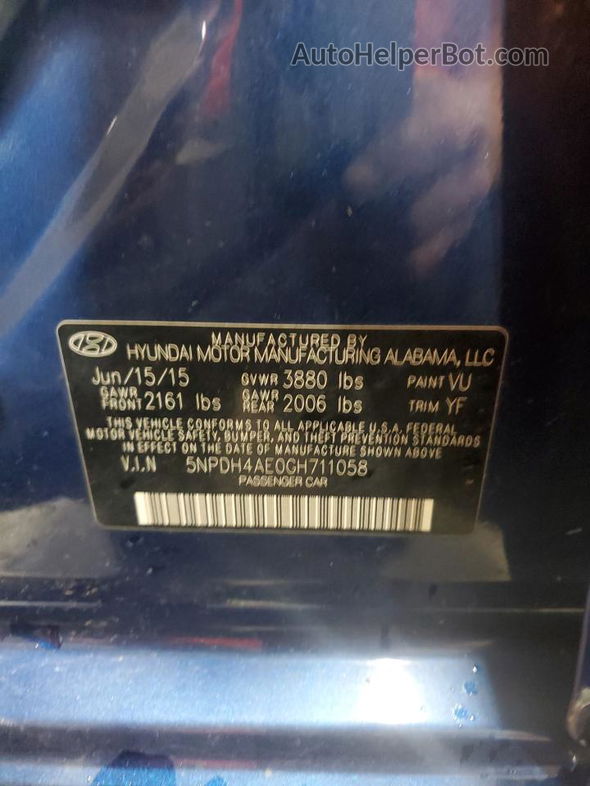 AutoHelperBot.com
MANUFACTURED BY
HYUNDAI MOTOR MANUFACTURING ALABAMA, LLC
Jun/15/15 GVWR 3880 lbs PAINT VU
GAWR FRONT 2161 lbs GAWR REAR 2006 lbs TRIM YF
THIS VEHICLE CONFORMS TO ALL APPLICABLE U.S.A. FEDERAL
MOTOR VEHICLE SAFETY, BUMPER, AND THEFT PREVENTION STANDARDS
IN EFFECT ON THE DATE OF MANUFACTURE SHOWN ABOVE.
V.I.N 5NPDH4AE0GH711058
PASSENGER CAR